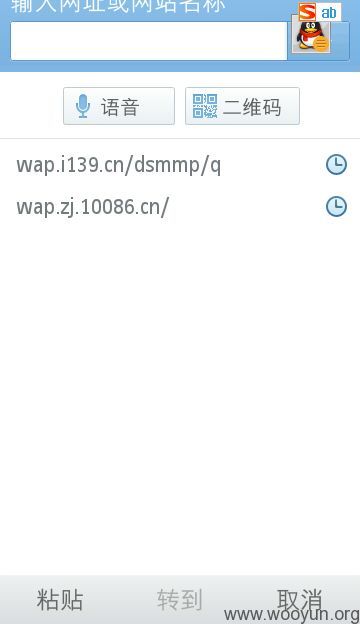 输入网址或网站名称
S ab
语音 二维码
wap.i139.cn/dsmmp/q
wap.zj.10086.cn/
粘贴 转到 取消
www.wooyun.org